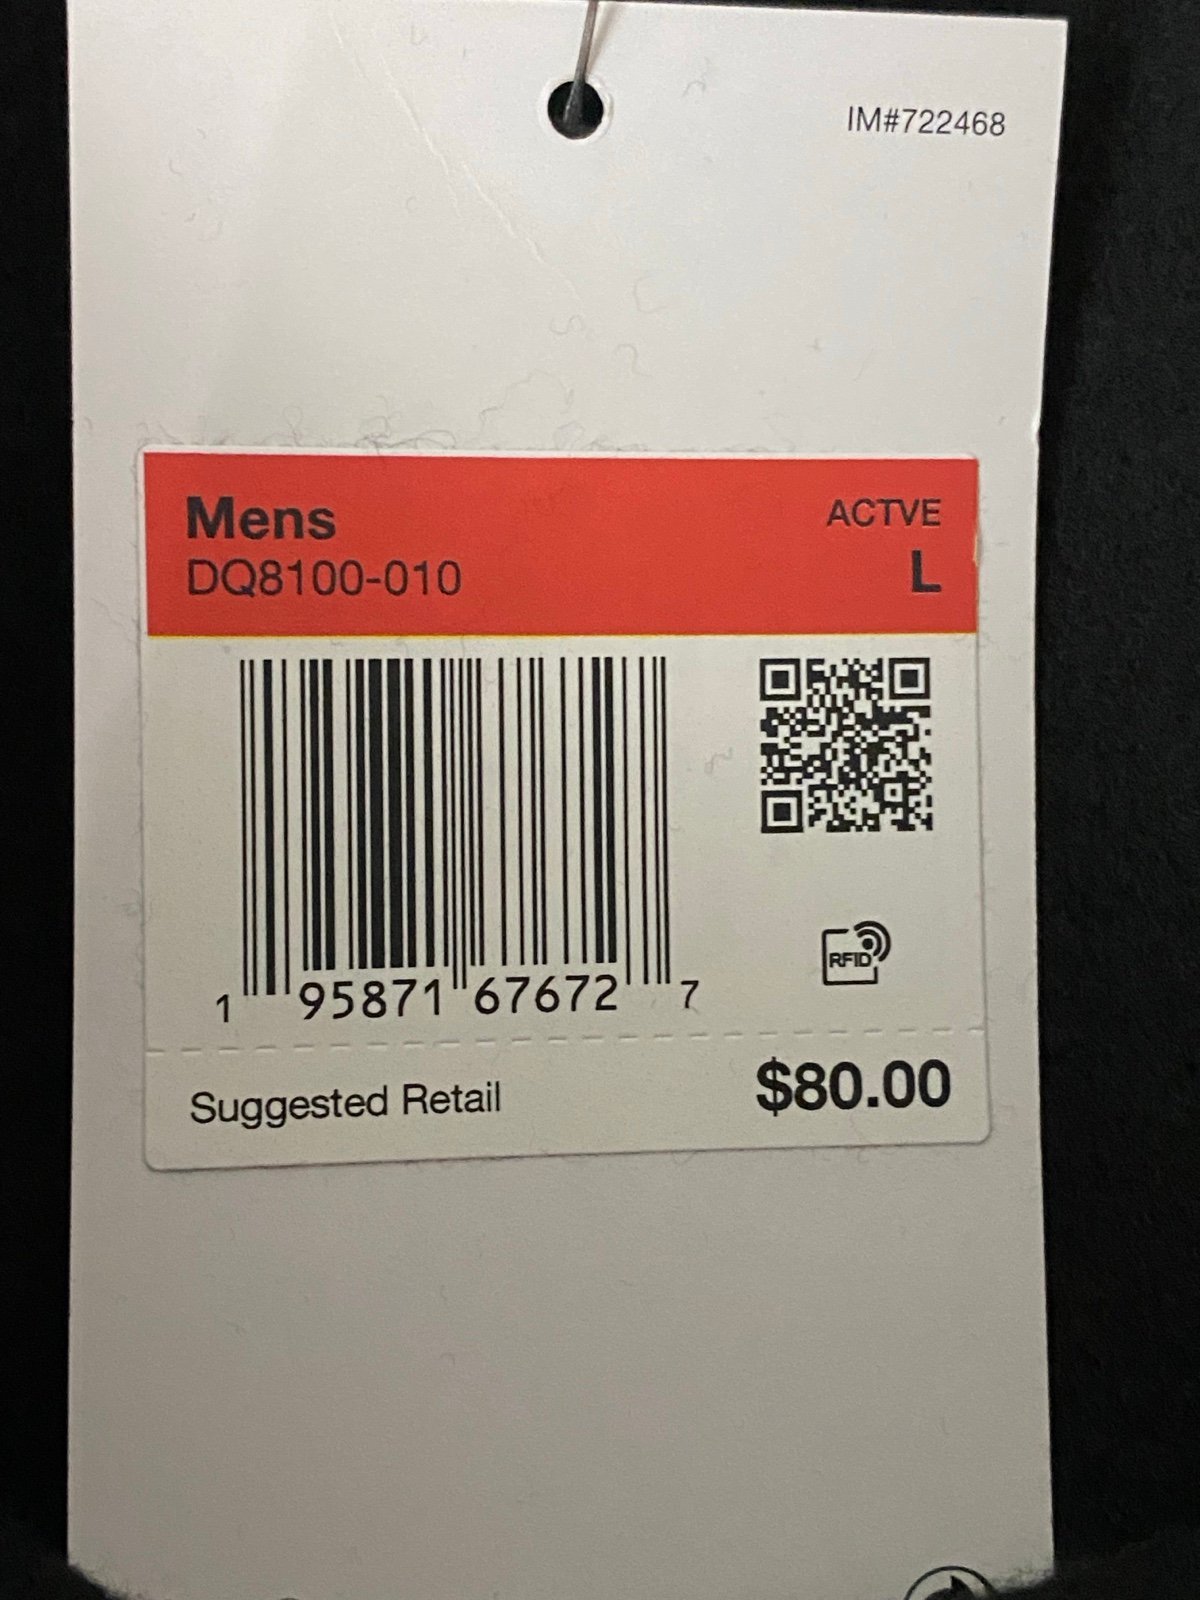 IM#722468
Mens
ACTVE
DQ8100-010
L
1 95871 67672 7
RFID
Suggested Retail
$80.00